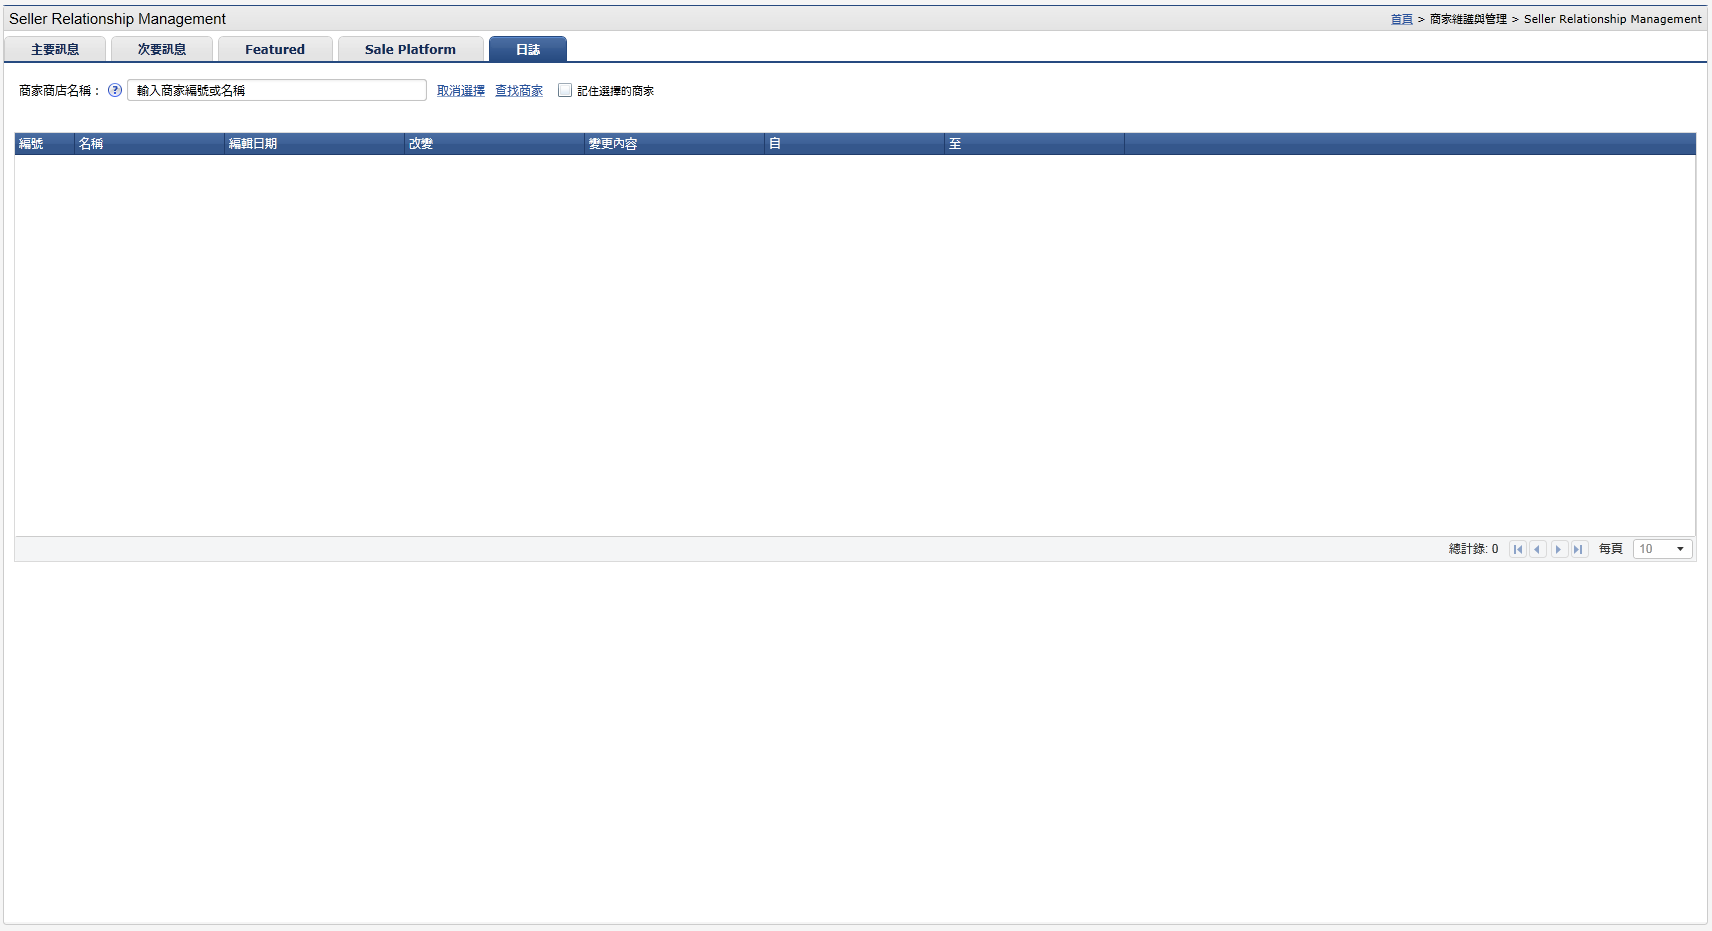 Seller Relationship Management
首頁 > 商家維護與管理 > Seller Relationship Management
主要訊息 次要訊息 Featured Sale Platform 日誌
商家商店名稱： ? 輸入商家編號或名稱 取消選擇 查找商家 記住選擇的商家
編號 名稱 編輯日期 改變 變更內容 自 至
總計錄: 0 每頁 10